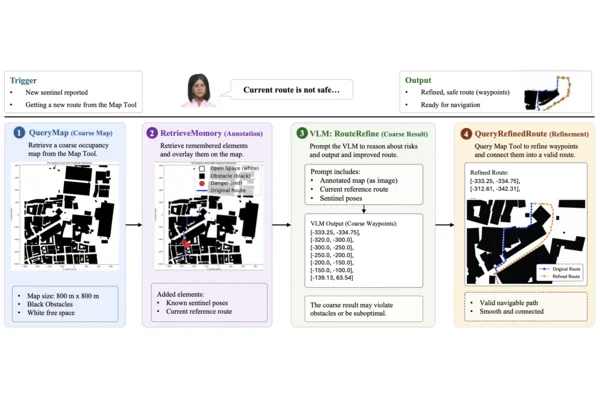 Trigger
• New sentinel reported
• Getting a new route from the Map Tool
Current route is not safe…
Output
• Refined, safe route (waypoints)
• Ready for navigation
1 QueryMap (Coarse Map)
Retrieve a coarse occupancy
map from the Map Tool.
• Map size: 800 m x 800 m
• Black Obstacles
• White free space
2 RetrieveMomory (Annotation)
Retrieve remembered elements
and overlay them on the map.
Open Space (white)
Obstacle (black)
Danger (red)
Original Route
Added elements:
• Known sentinel poses
• Current reference route
3 VLM: RouteRefine (Coarse Result)
Prompt the VLM to reason about risks
and output and improved route.
Prompt includes:
• Annotated map (as image)
• Current reference route
• Sentinel poses
VLM Output (Coarse Waypoints):
[-333.25, -334.75],
[-320.0, -300.0],
[-300.0, -250.0],
[-250.0, -200.0],
[-200.0, -150.0],
[-150.0, -100.0],
[-139.13, 63.54]
The coarse result may violate
obstacles or be suboptimal.
4 QueryRefinedRoute (Refinement)
Query Map Tool to refine waypoints
and connect them into a valid route.
Refined Route:
[-333.25, -334.75],
[-312.61, -342.31],
...
Original Route
Refined Route
• Valid navigable path
• Smooth and connected